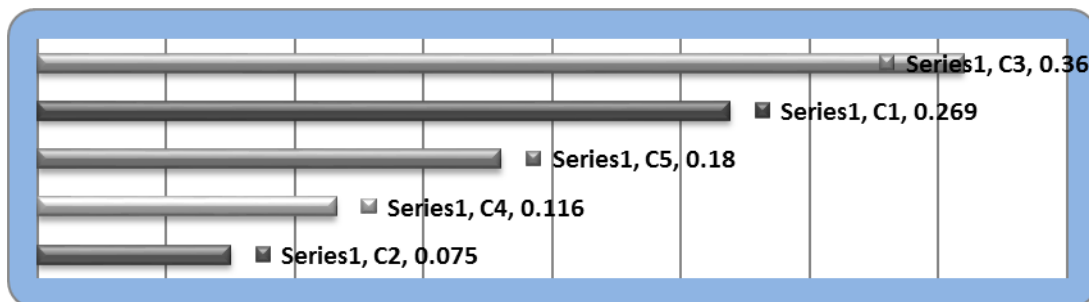 Series1, C3, 0.36
Series1, C1, 0.269
Series1, C5, 0.18
Series1, C4, 0.116
Series1, C2, 0.075